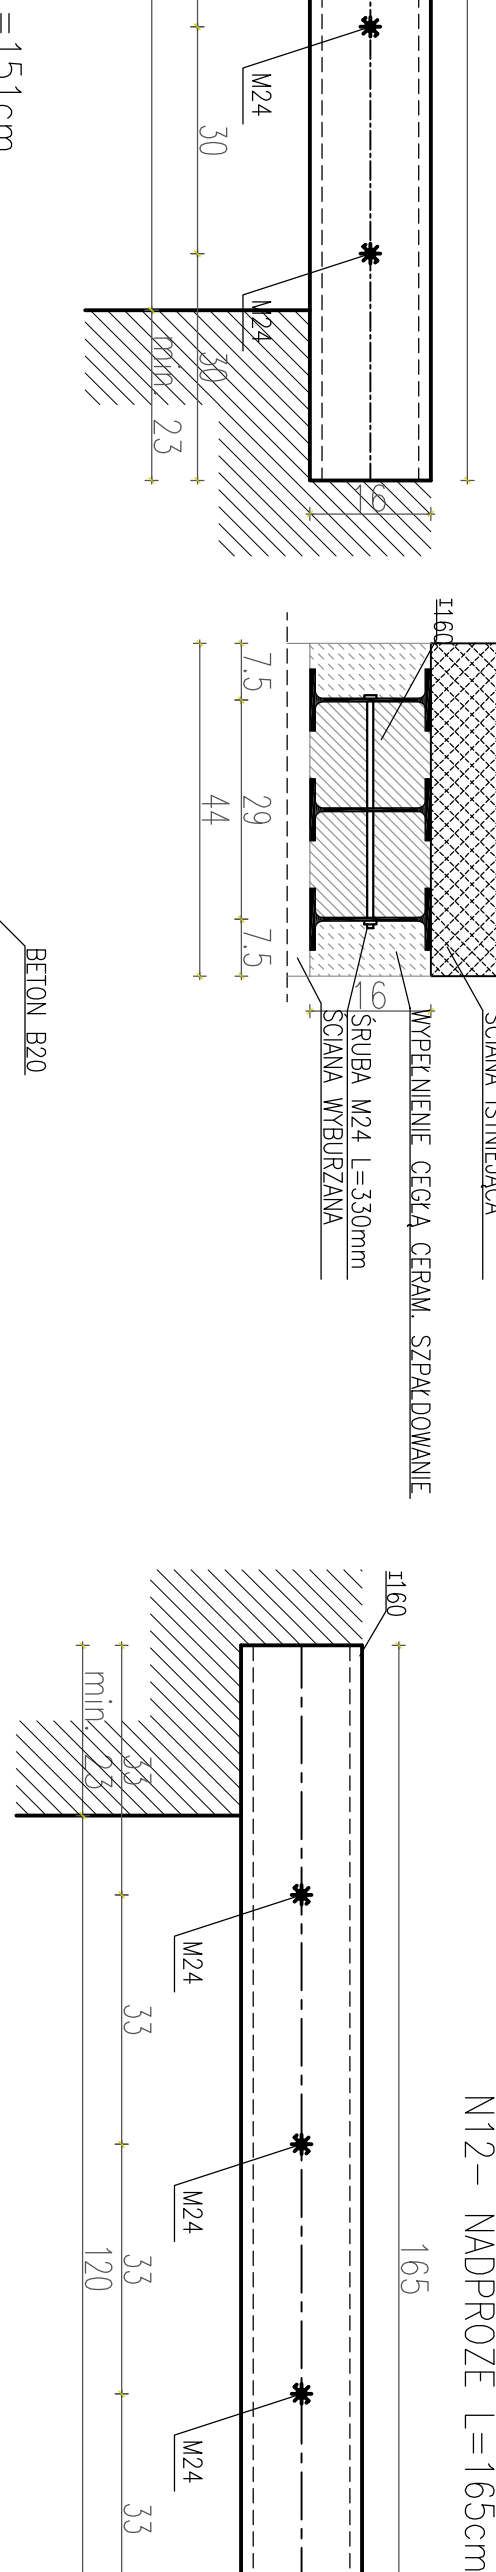 =151cm
M24
30
M24
30
min. 23
16
I160
7.5
29
44
7.5
16
BETON B20
ŚCIANA ISTNIEJĄCA
WYPEŁNIENIE CEGŁĄ CERAM. SZPAŁDOWANIE
ŚRUBA M24 L=330mm
ŚCIANA WYBURZANA
I160
min. 23
33
M24
33
M24
33
120
165
M24
33
N12- NADPROŻE L=165cm